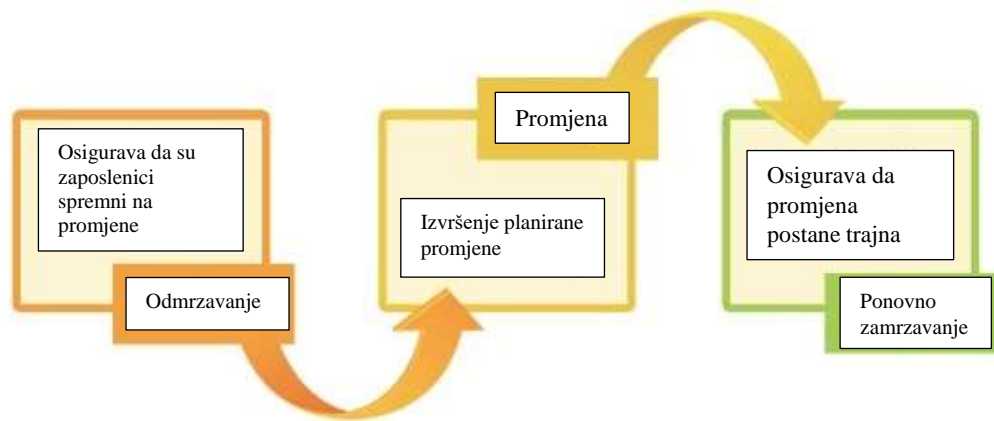 Osigurava da su
zaposlenici
spremni na
promjene
Odmrzavanje
Promjena
Izvršenje planirane
promjene
Osigurava da
promjena
postane trajna
Ponovno
zamrzavanje